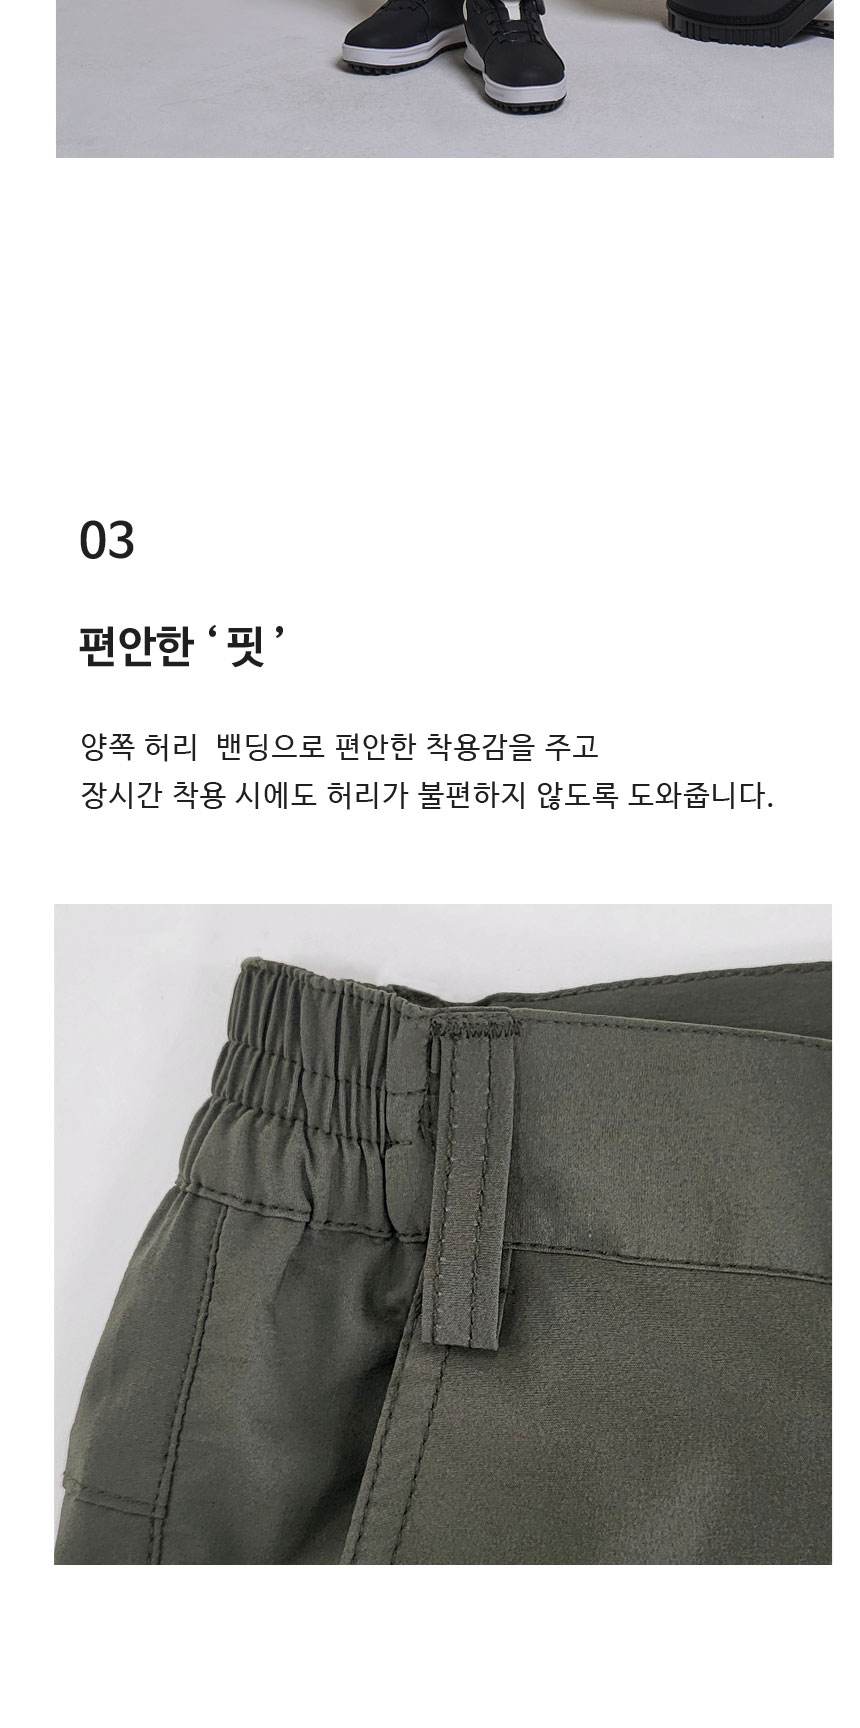 03
편안한 ‘ 핏 ’
양쪽 허리  밴딩으로 편안한 착용감을 주고
장시간 착용 시에도 허리가 불편하지 않도록 도와줍니다.